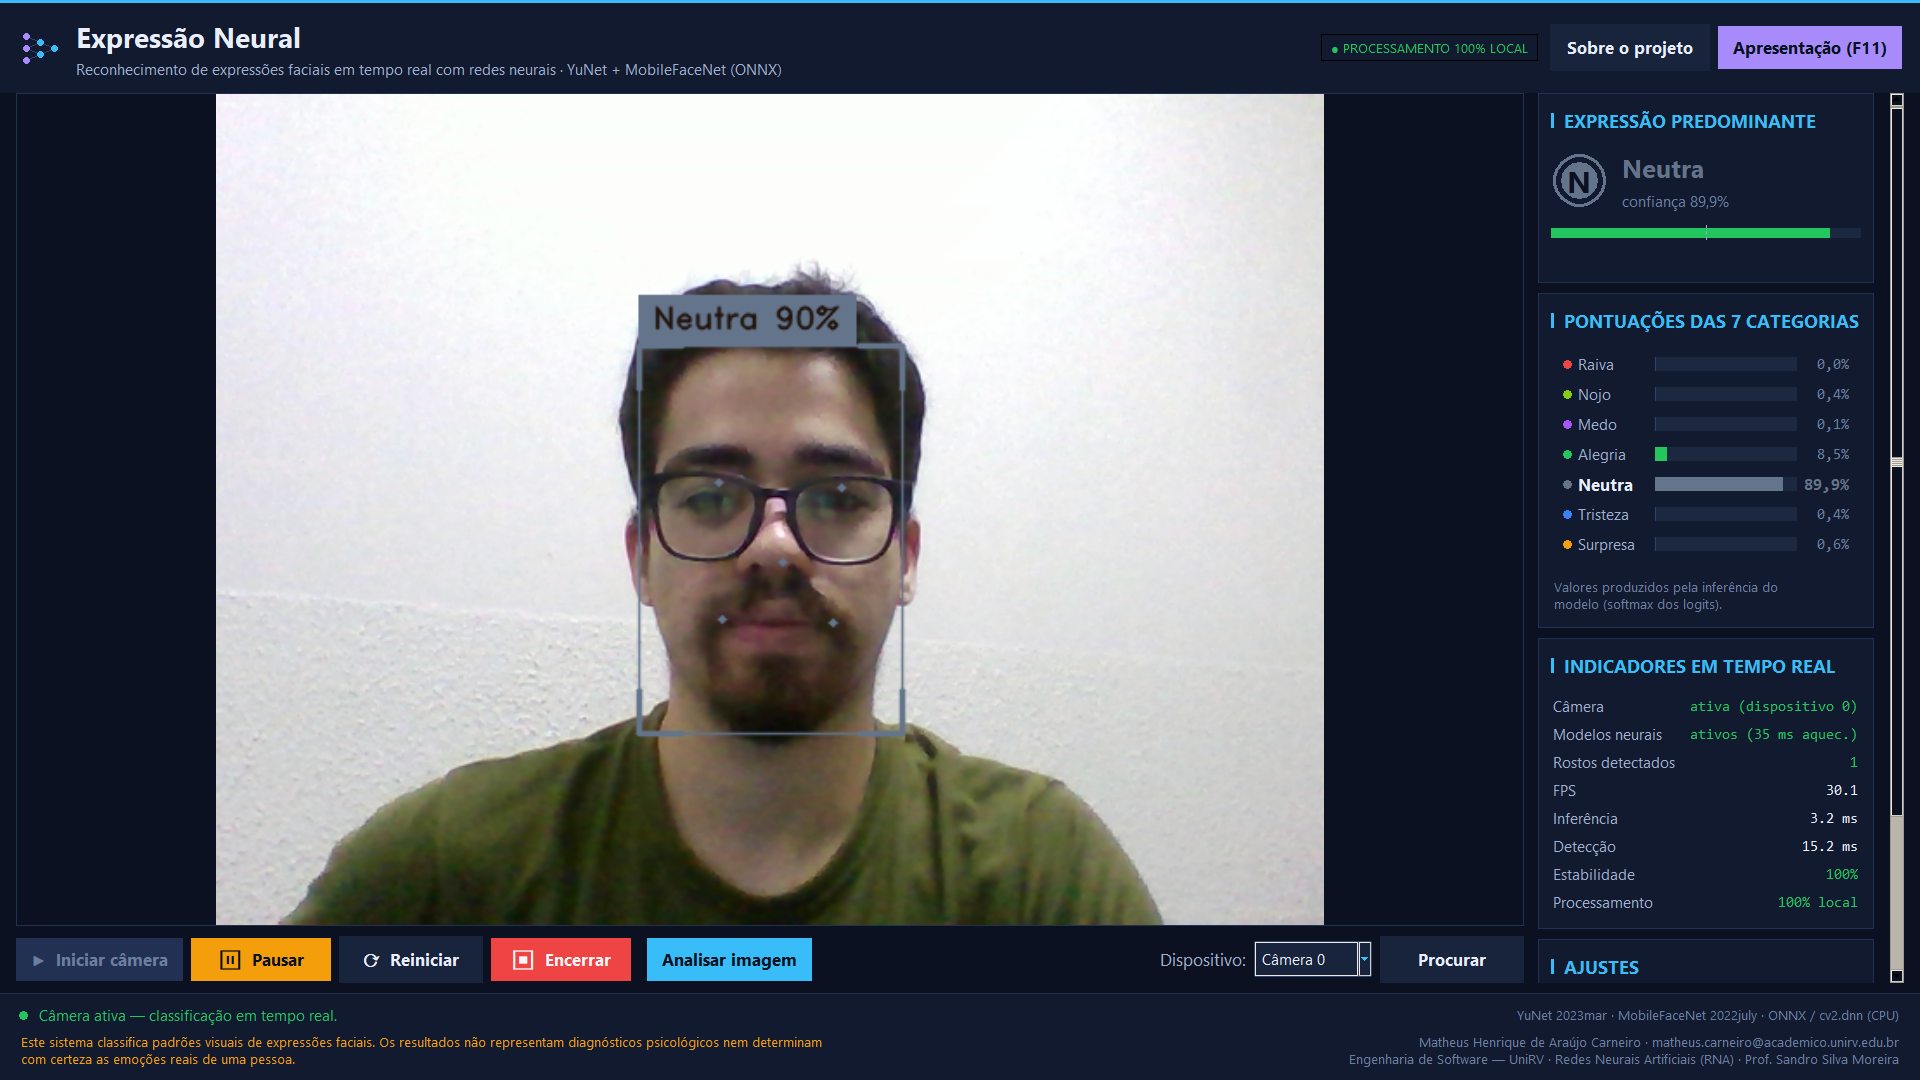 Expressão Neural
Reconhecimento de expressões faciais em tempo real com redes neurais · YuNet + MobileFaceNet (ONNX)
● PROCESSAMENTO 100% LOCAL
Sobre o projeto
Apresentação (F11)
Neutra 90%
EXPRESSÃO PREDOMINANTE
N
Neutra
confiança 89,9%
PONTUAÇÕES DAS 7 CATEGORIAS
Raiva 0,0%
Nojo 0,4%
Medo 0,1%
Alegria 8,5%
Neutra 89,9%
Tristeza 0,4%
Surpresa 0,6%
Valores produzidos pela inferência do
modelo (softmax dos logits).
INDICADORES EM TEMPO REAL
Câmera ativa (dispositivo 0)
Modelos neurais ativos (35 ms aquec.)
Rostos detectados 1
FPS 30.1
Inferência 3.2 ms
Detecção 15.2 ms
Estabilidade 100%
Processamento 100% local
AJUSTES
Iniciar câmera
Pausar
Reiniciar
Encerrar
Analisar imagem
Dispositivo: Câmera 0
Procurar
Câmera ativa — classificação em tempo real.
Este sistema classifica padrões visuais de expressões faciais. Os resultados não representam diagnósticos psicológicos nem determinam
com certeza as emoções reais de uma pessoa.
YuNet 2023mar · MobileFaceNet 2022july · ONNX / cv2.dnn (CPU)
Matheus Henrique de Araújo Carneiro · matheus.carneiro@academico.unirv.edu.br
Engenharia de Software — UniRV · Redes Neurais Artificiais (RNA) · Prof. Sandro Silva Moreira